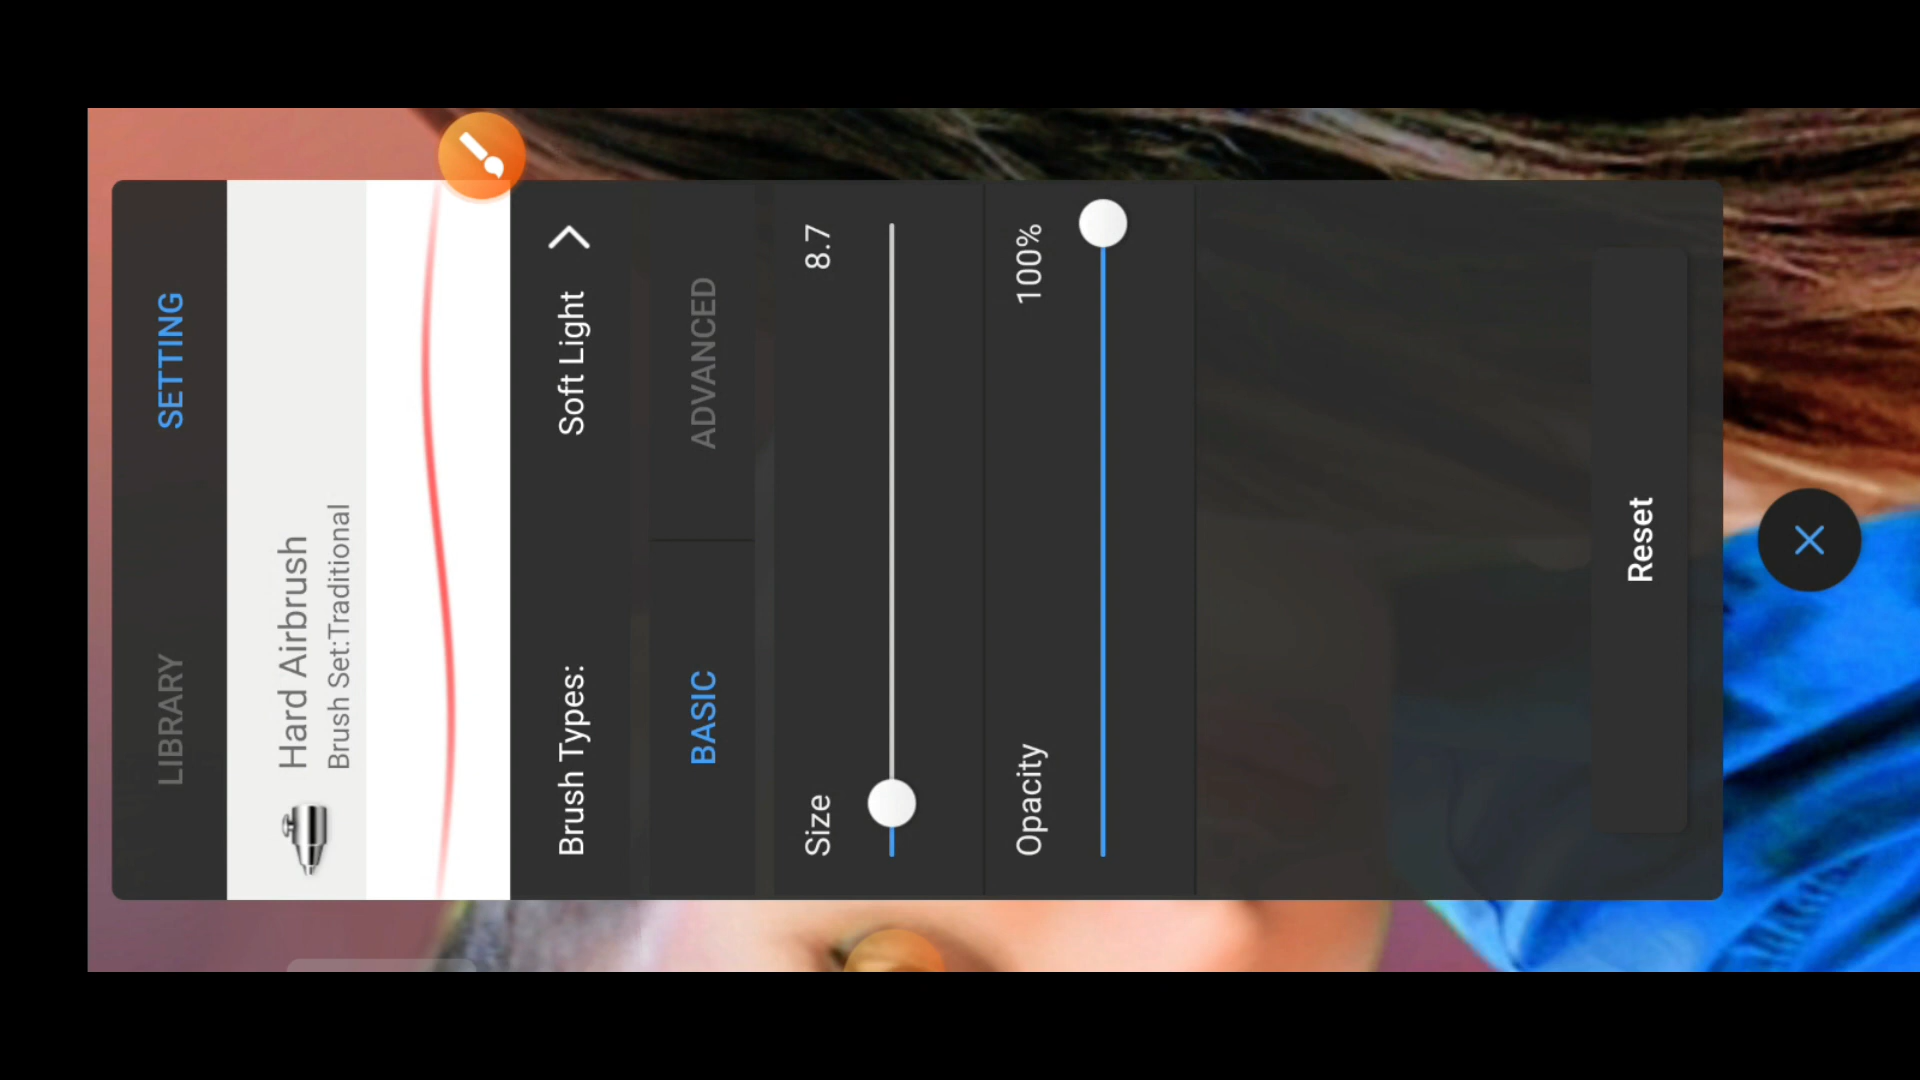 LIBRARY SETTING
Hard Airbrush
Brush Set:Traditional
Brush Types: Soft Light
BASIC ADVANCED
Size 8.7
Opacity 100%
Reset